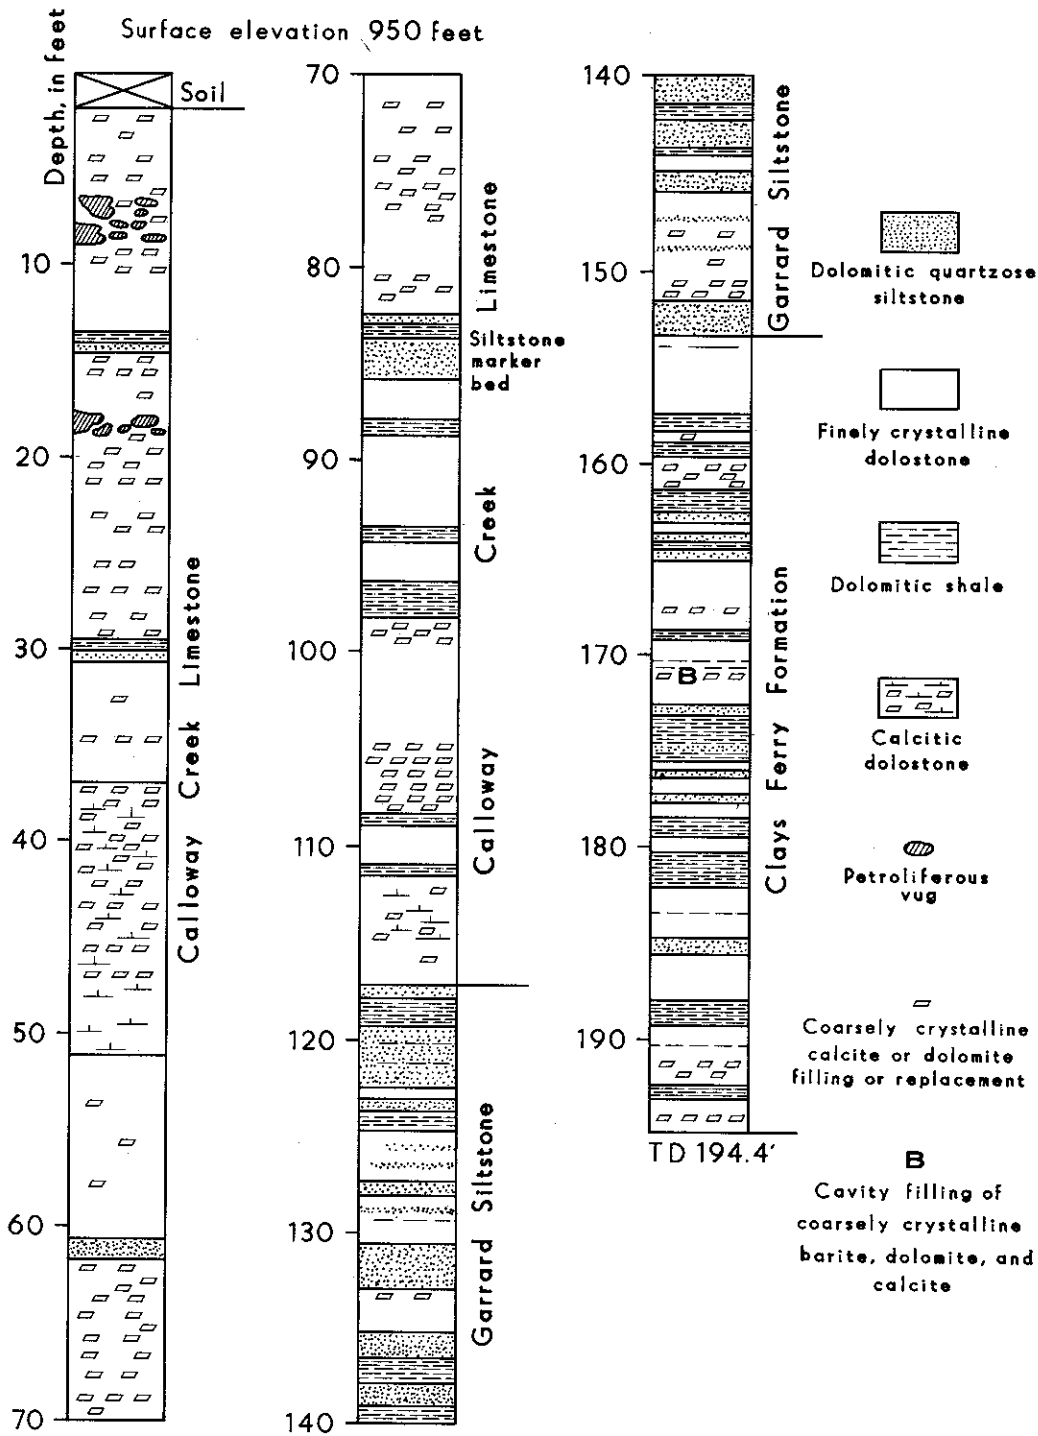 Surface elevation 950 feet
Depth, in feet
Soil
10
20
30
40
50
60
70
Calloway Creek Limestone
70
80
90
100
110
120
130
140
Limestone
Siltstone
marker
bed
Creek
Calloway
Garrard Siltstone
140
150
160
170
180
190
B
TD 194.4'
Garrard Siltstone
Clays Ferry Formation
Dolomitic quartzose
siltstone
Finely crystalline
dolostone
Dolomitic shale
Calcitic
dolostone
Petroliferous
vug
Coarsely crystalline
calcite or dolomite
filling or replacement
B
Cavity filling of
coarsely crystalline
barite, dolomite, and
calcite